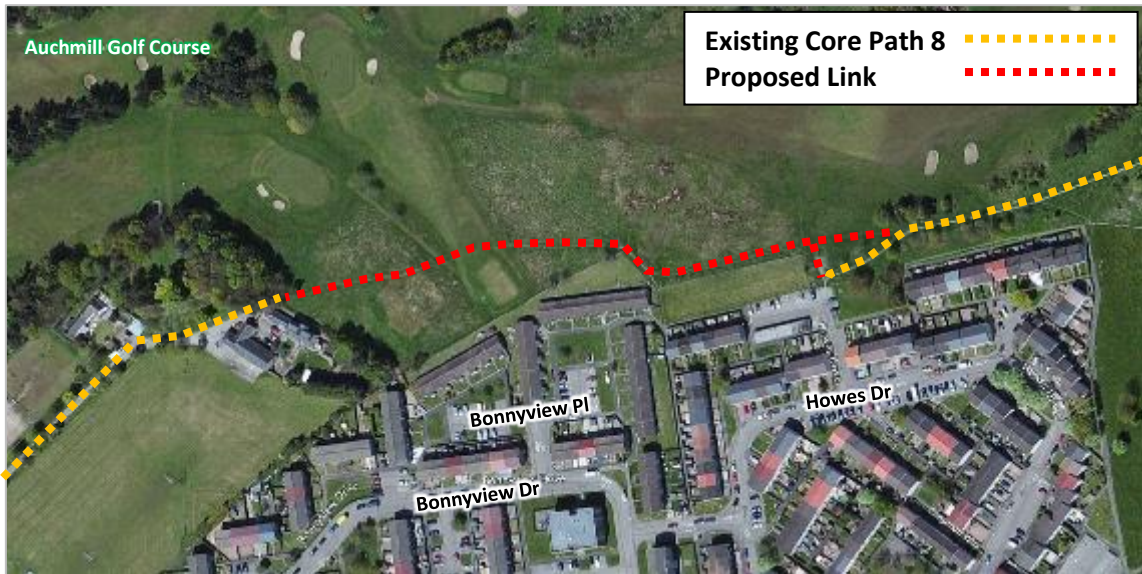 Auchmill Golf Course
Existing Core Path 8
Proposed Link
Bonnyview Pl
Howes Dr
Bonnyview Dr